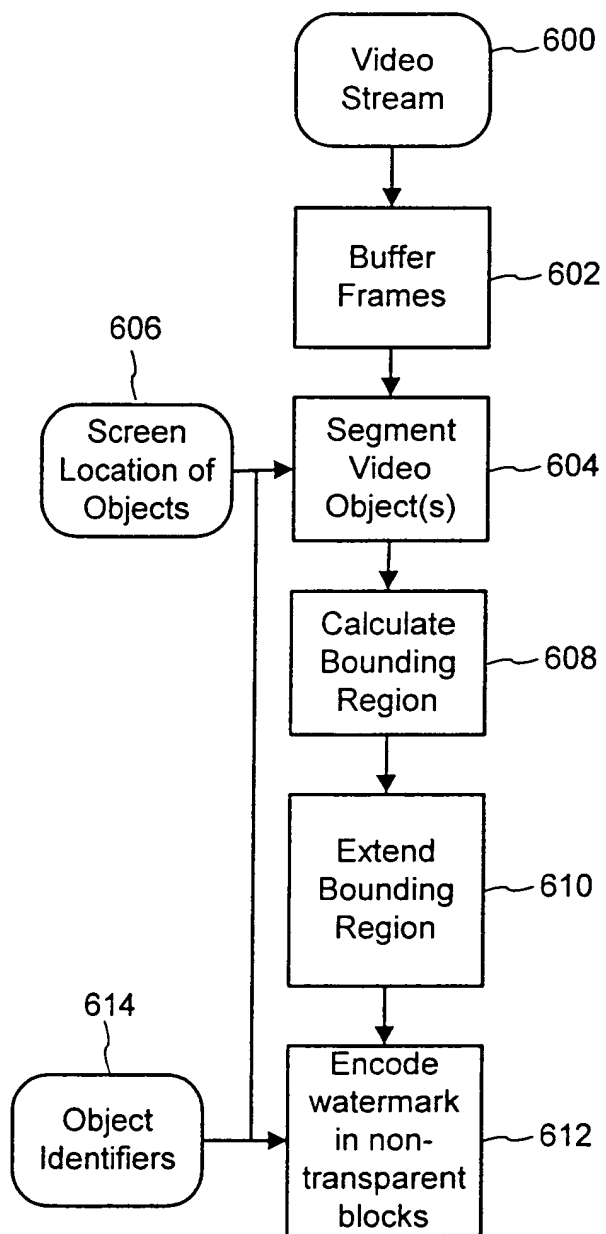 Video
Stream
600
Buffer
Frames
602
606
Screen
Location of
Objects
Segment
Video
Object(s)
604
Calculate
Bounding
Region
608
Extend
Bounding
Region
610
614
Object
Identifiers
Encode
watermark
in non-
transparent
blocks
612